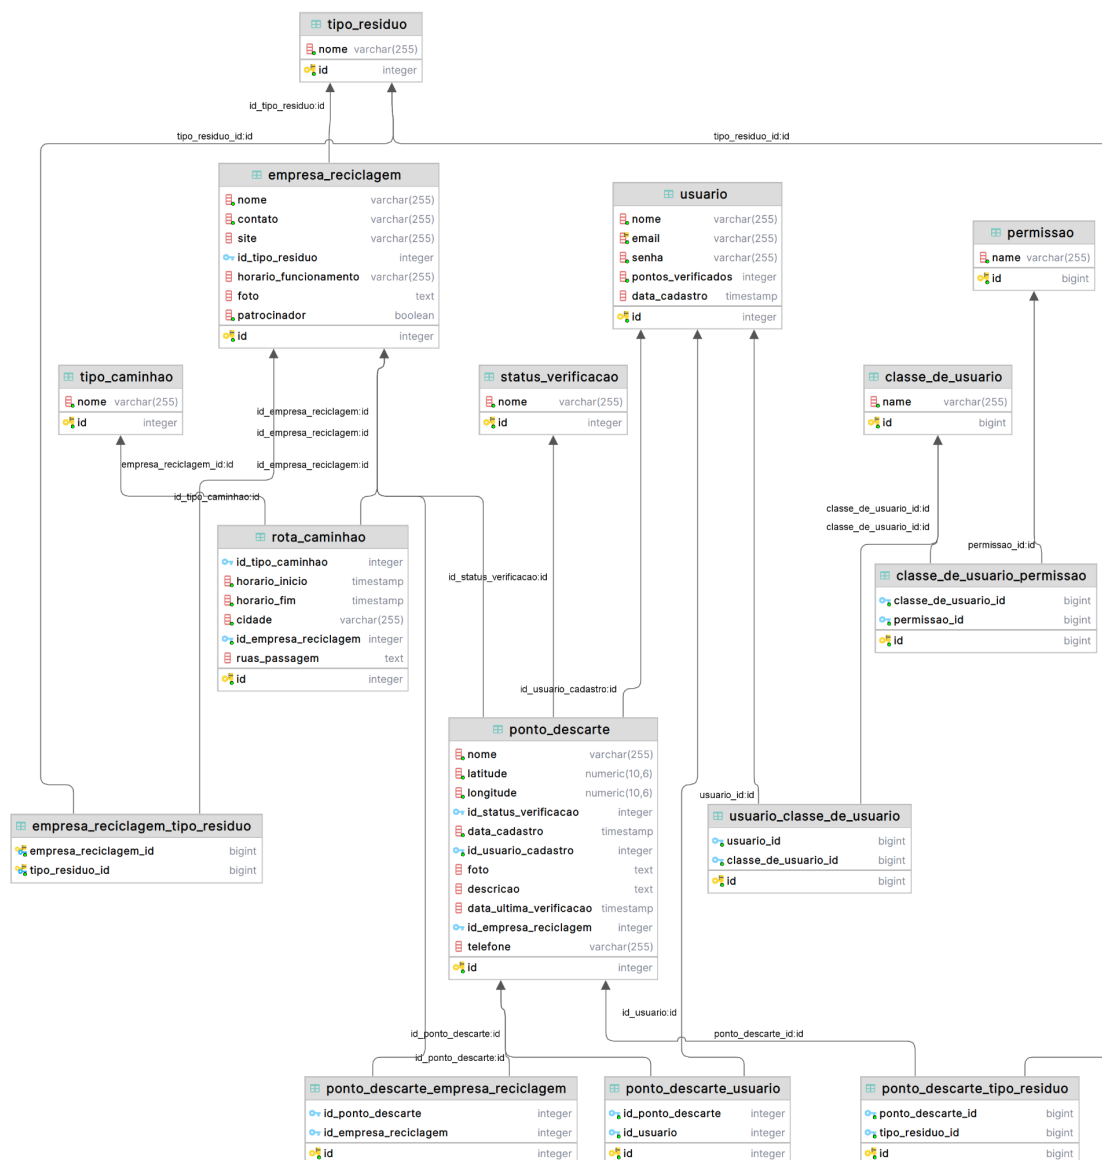 tipo_residuo
nome varchar(255)
id integer
id_tipo_residuo:id
tipo_residuo_id:id
tipo_residuo_id:id
empresa_reciclagem
nome varchar(255)
contato varchar(255)
site varchar(255)
id_tipo_residuo integer
horario_funcionamento varchar(255)
foto text
patrocinador boolean
id integer
usuario
nome varchar(255)
email varchar(255)
senha varchar(255)
pontos_verificados integer
data_cadastro timestamp
id integer
permissao
name varchar(255)
id bigint
tipo_caminhao
nome varchar(255)
id integer
status_verificacao
nome varchar(255)
id integer
classe_de_usuario
name varchar(255)
id bigint
id_empresa_reciclagem:id
id_empresa_reciclagem:id
id_empresa_reciclagem:id
empresa_reciclagem_id:id
id_tipo_caminhao:id
classe_de_usuario_id:id
classe_de_usuario_id:id
permissao_id:id
rota_caminhao
id_tipo_caminhao integer
horario_inicio timestamp
horario_fim timestamp
cidade varchar(255)
id_empresa_reciclagem integer
ruas_passagem text
id integer
id_status_verificacao:id
classe_de_usuario_permissao
classe_de_usuario_id bigint
permissao_id bigint
id bigint
id_usuario_cadastro:id
ponto_descarte
nome varchar(255)
latitude numeric(10,6)
longitude numeric(10,6)
id_status_verificacao integer
data_cadastro timestamp
id_usuario_cadastro integer
foto text
descricao text
data_ultima_verificacao timestamp
id_empresa_reciclagem integer
telefone varchar(255)
id integer
usuario_id:id
empresa_reciclagem_tipo_residuo
empresa_reciclagem_id bigint
tipo_residuo_id bigint
usuario_classe_de_usuario
usuario_id bigint
classe_de_usuario_id bigint
id bigint
id_usuario:id
id_ponto_descarte:id
ponto_descarte_id:id
id_ponto_descarte:id
ponto_descarte_empresa_reciclagem
id_ponto_descarte integer
id_empresa_reciclagem integer
id integer
ponto_descarte_usuario
id_ponto_descarte integer
id_usuario integer
id integer
ponto_descarte_tipo_residuo
ponto_descarte_id bigint
tipo_residuo_id bigint
id bigint